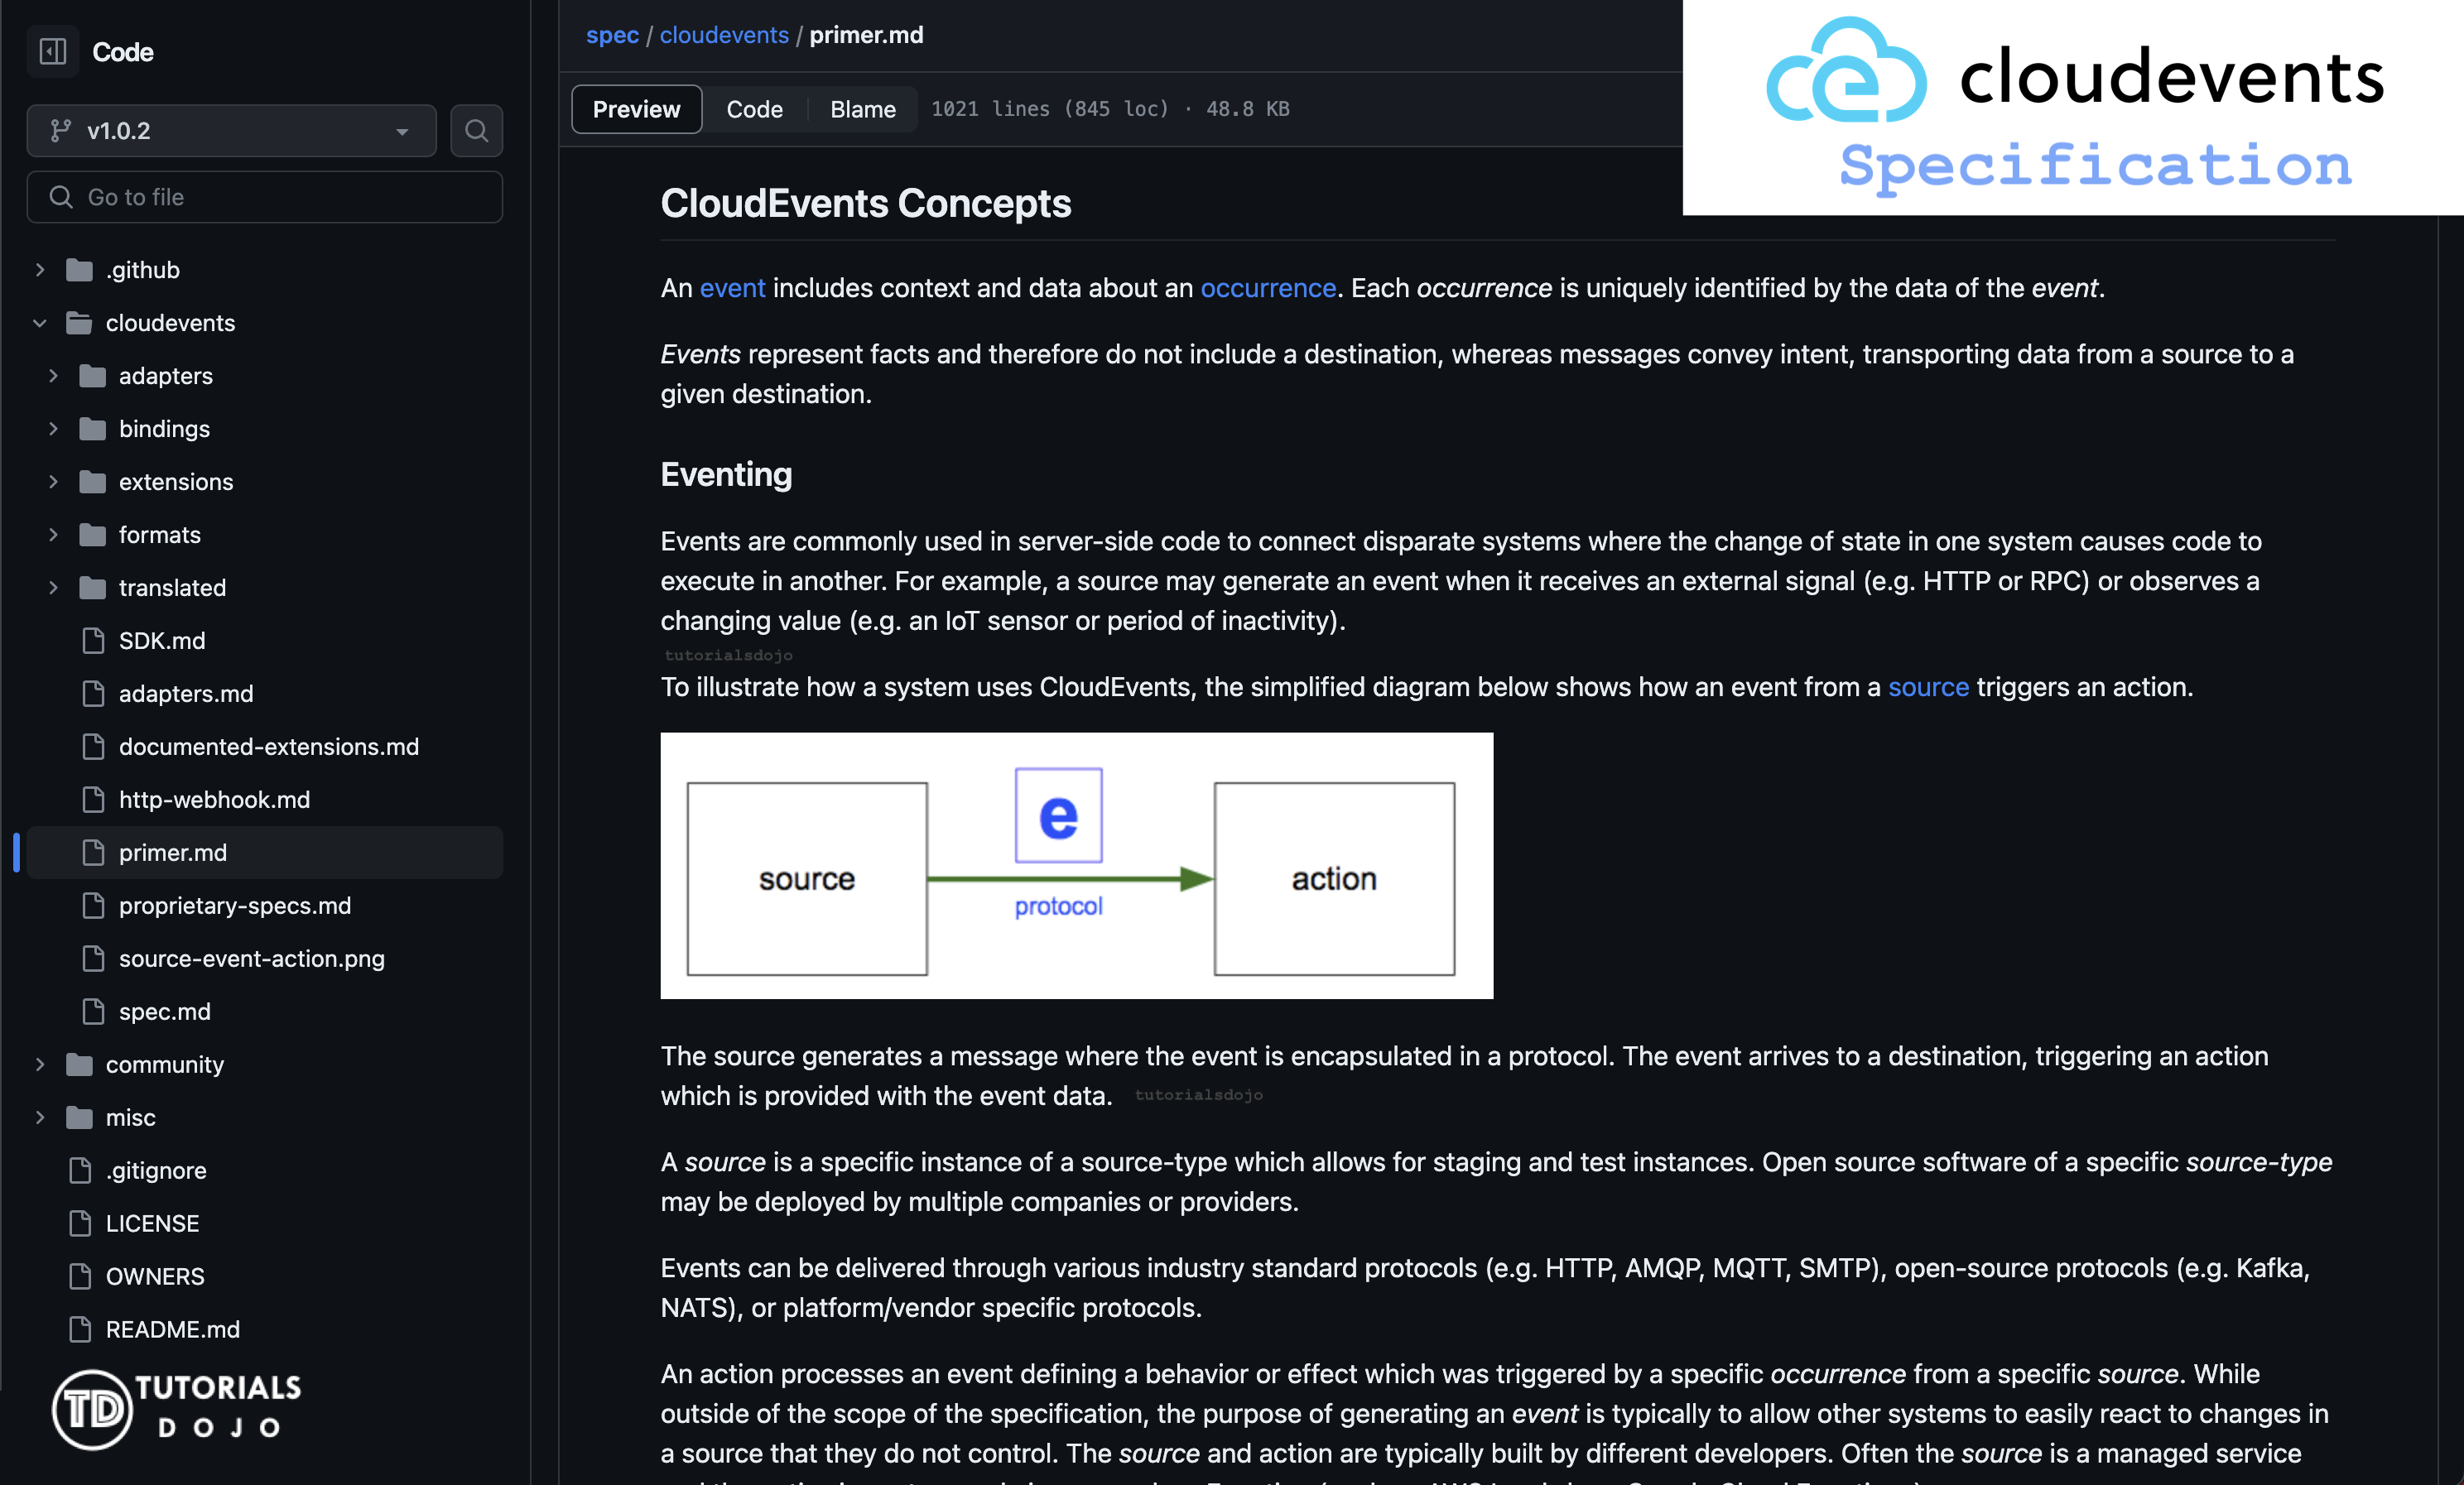 Code
v1.0.2
Go to file
.github
cloudevents
adapters
bindings
extensions
formats
translated
SDK.md
adapters.md
documented-extensions.md
http-webhook.md
primer.md
proprietary-specs.md
source-event-action.png
spec.md
community
misc
.gitignore
LICENSE
OWNERS
README.md
TD TUTORIALS
DOJO
spec / cloudevents / primer.md
Preview Code Blame 1021 lines (845 loc) · 48.8 KB
ce cloudevents
Specification
CloudEvents Concepts
An event includes context and data about an occurrence. Each occurrence is uniquely identified by the data of the event.
Events represent facts and therefore do not include a destination, whereas messages convey intent, transporting data from a source to a
given destination.
Eventing
Events are commonly used in server-side code to connect disparate systems where the change of state in one system causes code to
execute in another. For example, a source may generate an event when it receives an external signal (e.g. HTTP or RPC) or observes a
changing value (e.g. an IoT sensor or period of inactivity).
tutorialsdojo
To illustrate how a system uses CloudEvents, the simplified diagram below shows how an event from a source triggers an action.
e
source
protocol
action
The source generates a message where the event is encapsulated in a protocol. The event arrives to a destination, triggering an action
which is provided with the event data. tutorialsdojo
A source is a specific instance of a source-type which allows for staging and test instances. Open source software of a specific source-type
may be deployed by multiple companies or providers.
Events can be delivered through various industry standard protocols (e.g. HTTP, AMQP, MQTT, SMTP), open-source protocols (e.g. Kafka,
NATS), or platform/vendor specific protocols.
An action processes an event defining a behavior or effect which was triggered by a specific occurrence from a specific source. While
outside of the scope of the specification, the purpose of generating an event is typically to allow other systems to easily react to changes in
a source that they do not control. The source and action are typically built by different developers. Often the source is a managed service